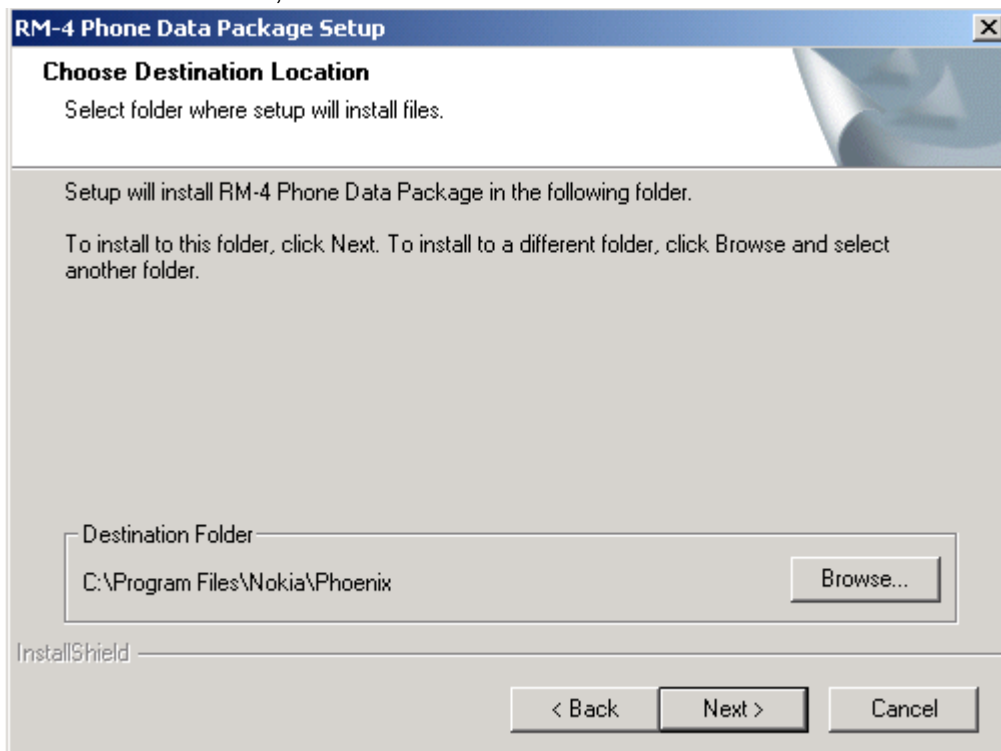 RM-4 Phone Data Package Setup
Choose Destination Location
Select folder where setup will install files.
Setup will install RM-4 Phone Data Package in the following folder.
To install to this folder, click Next. To install to a different folder, click Browse and select
another folder.
Destination Folder
C:\Program Files\Nokia\Phoenix
Browse...
InstallShield
< Back
Next >
Cancel